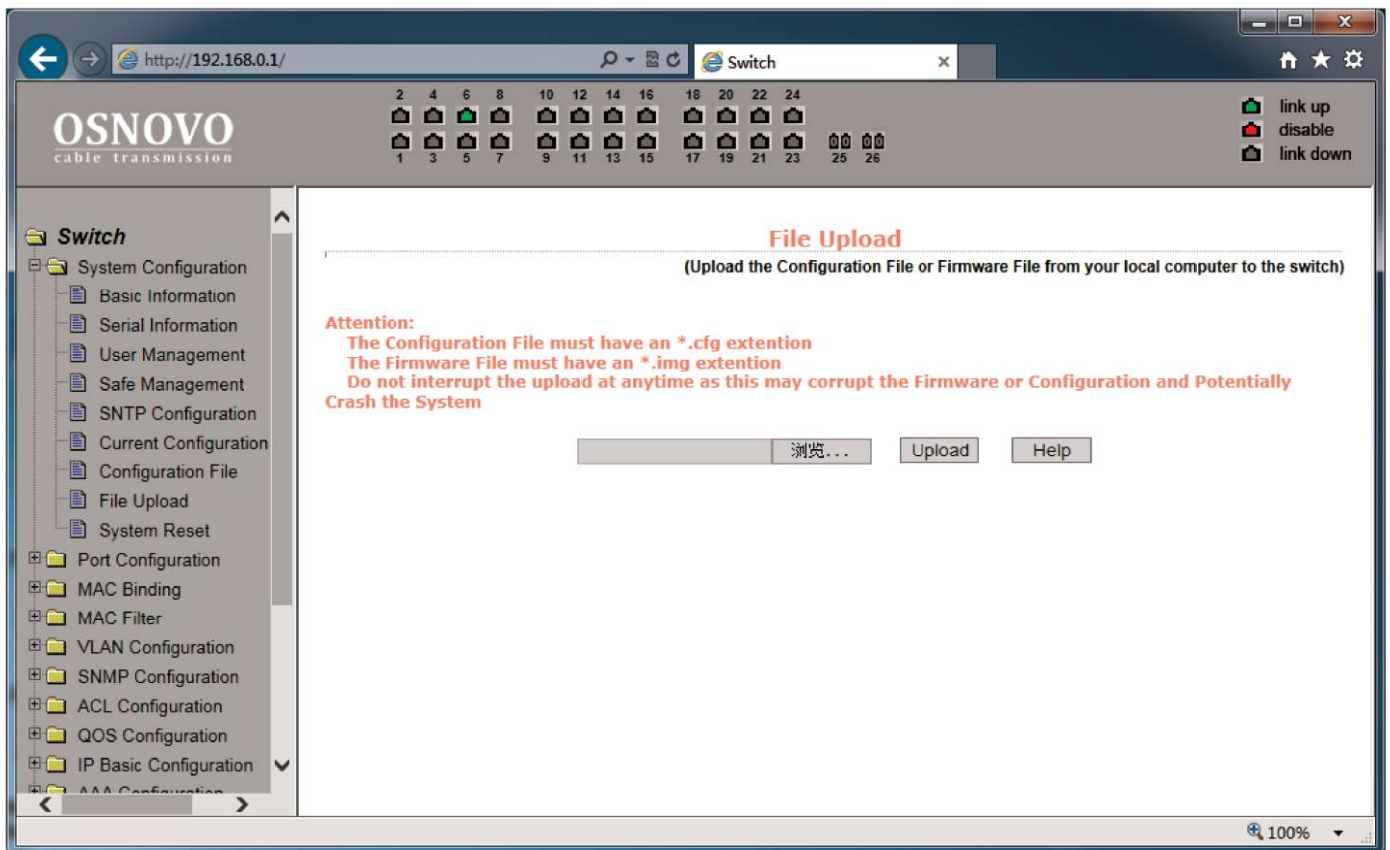 http://192.168.0.1/
Switch
OSNOVO
cable transmission
2 4 6 8 10 12 14 16 18 20 22 24
1 3 5 7 9 11 13 15 17 19 21 23 25 26
link up
disable
link down
Switch
System Configuration
Basic Information
Serial Information
User Management
Safe Management
SNTP Configuration
Current Configuration
Configuration File
File Upload
System Reset
Port Configuration
MAC Binding
MAC Filter
VLAN Configuration
SNMP Configuration
ACL Configuration
QOS Configuration
IP Basic Configuration
AAA Configuration
File Upload
(Upload the Configuration File or Firmware File from your local computer to the switch)
Attention:
The Configuration File must have an *.cfg extention
The Firmware File must have an *.img extention
Do not interrupt the upload at anytime as this may corrupt the Firmware or Configuration and Potentially
Crash the System
浏览... Upload Help
100%